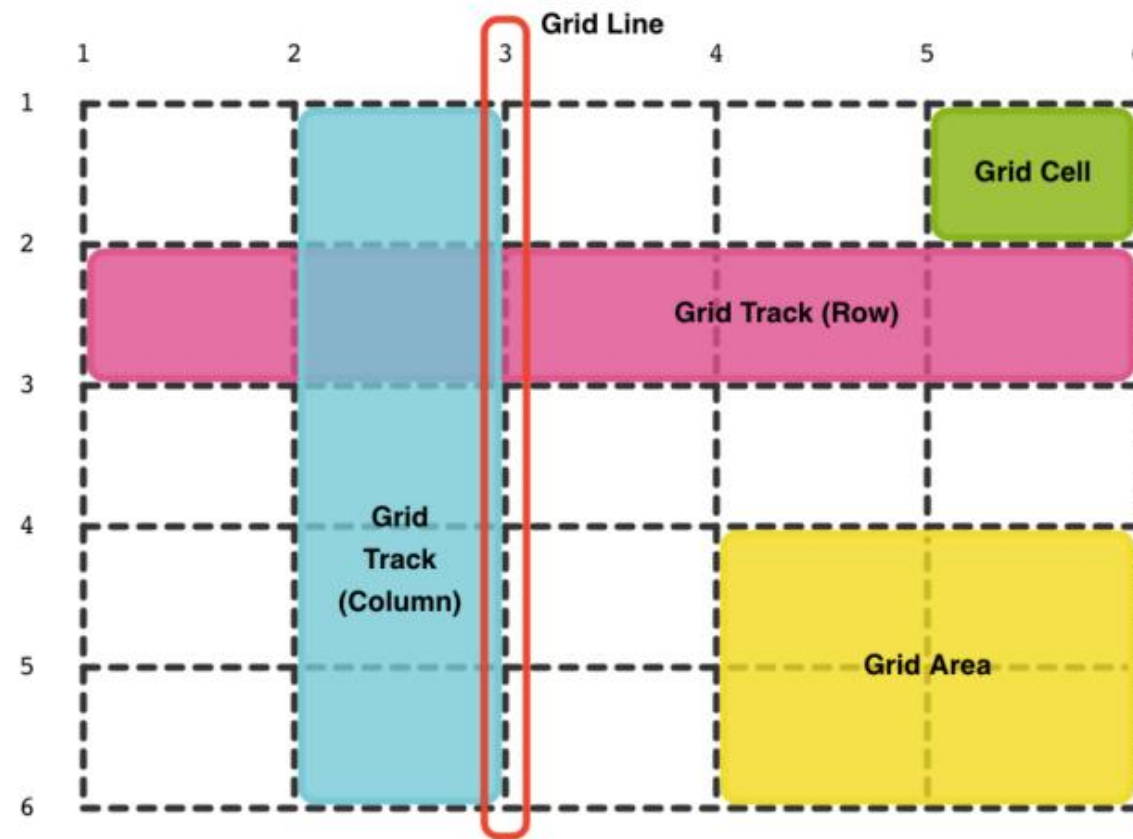 Grid Line
1 2 3 4 5
1
Grid Cell
2
Grid Track (Row)
3
4
Grid
Track
(Column)
5
Grid Area
6